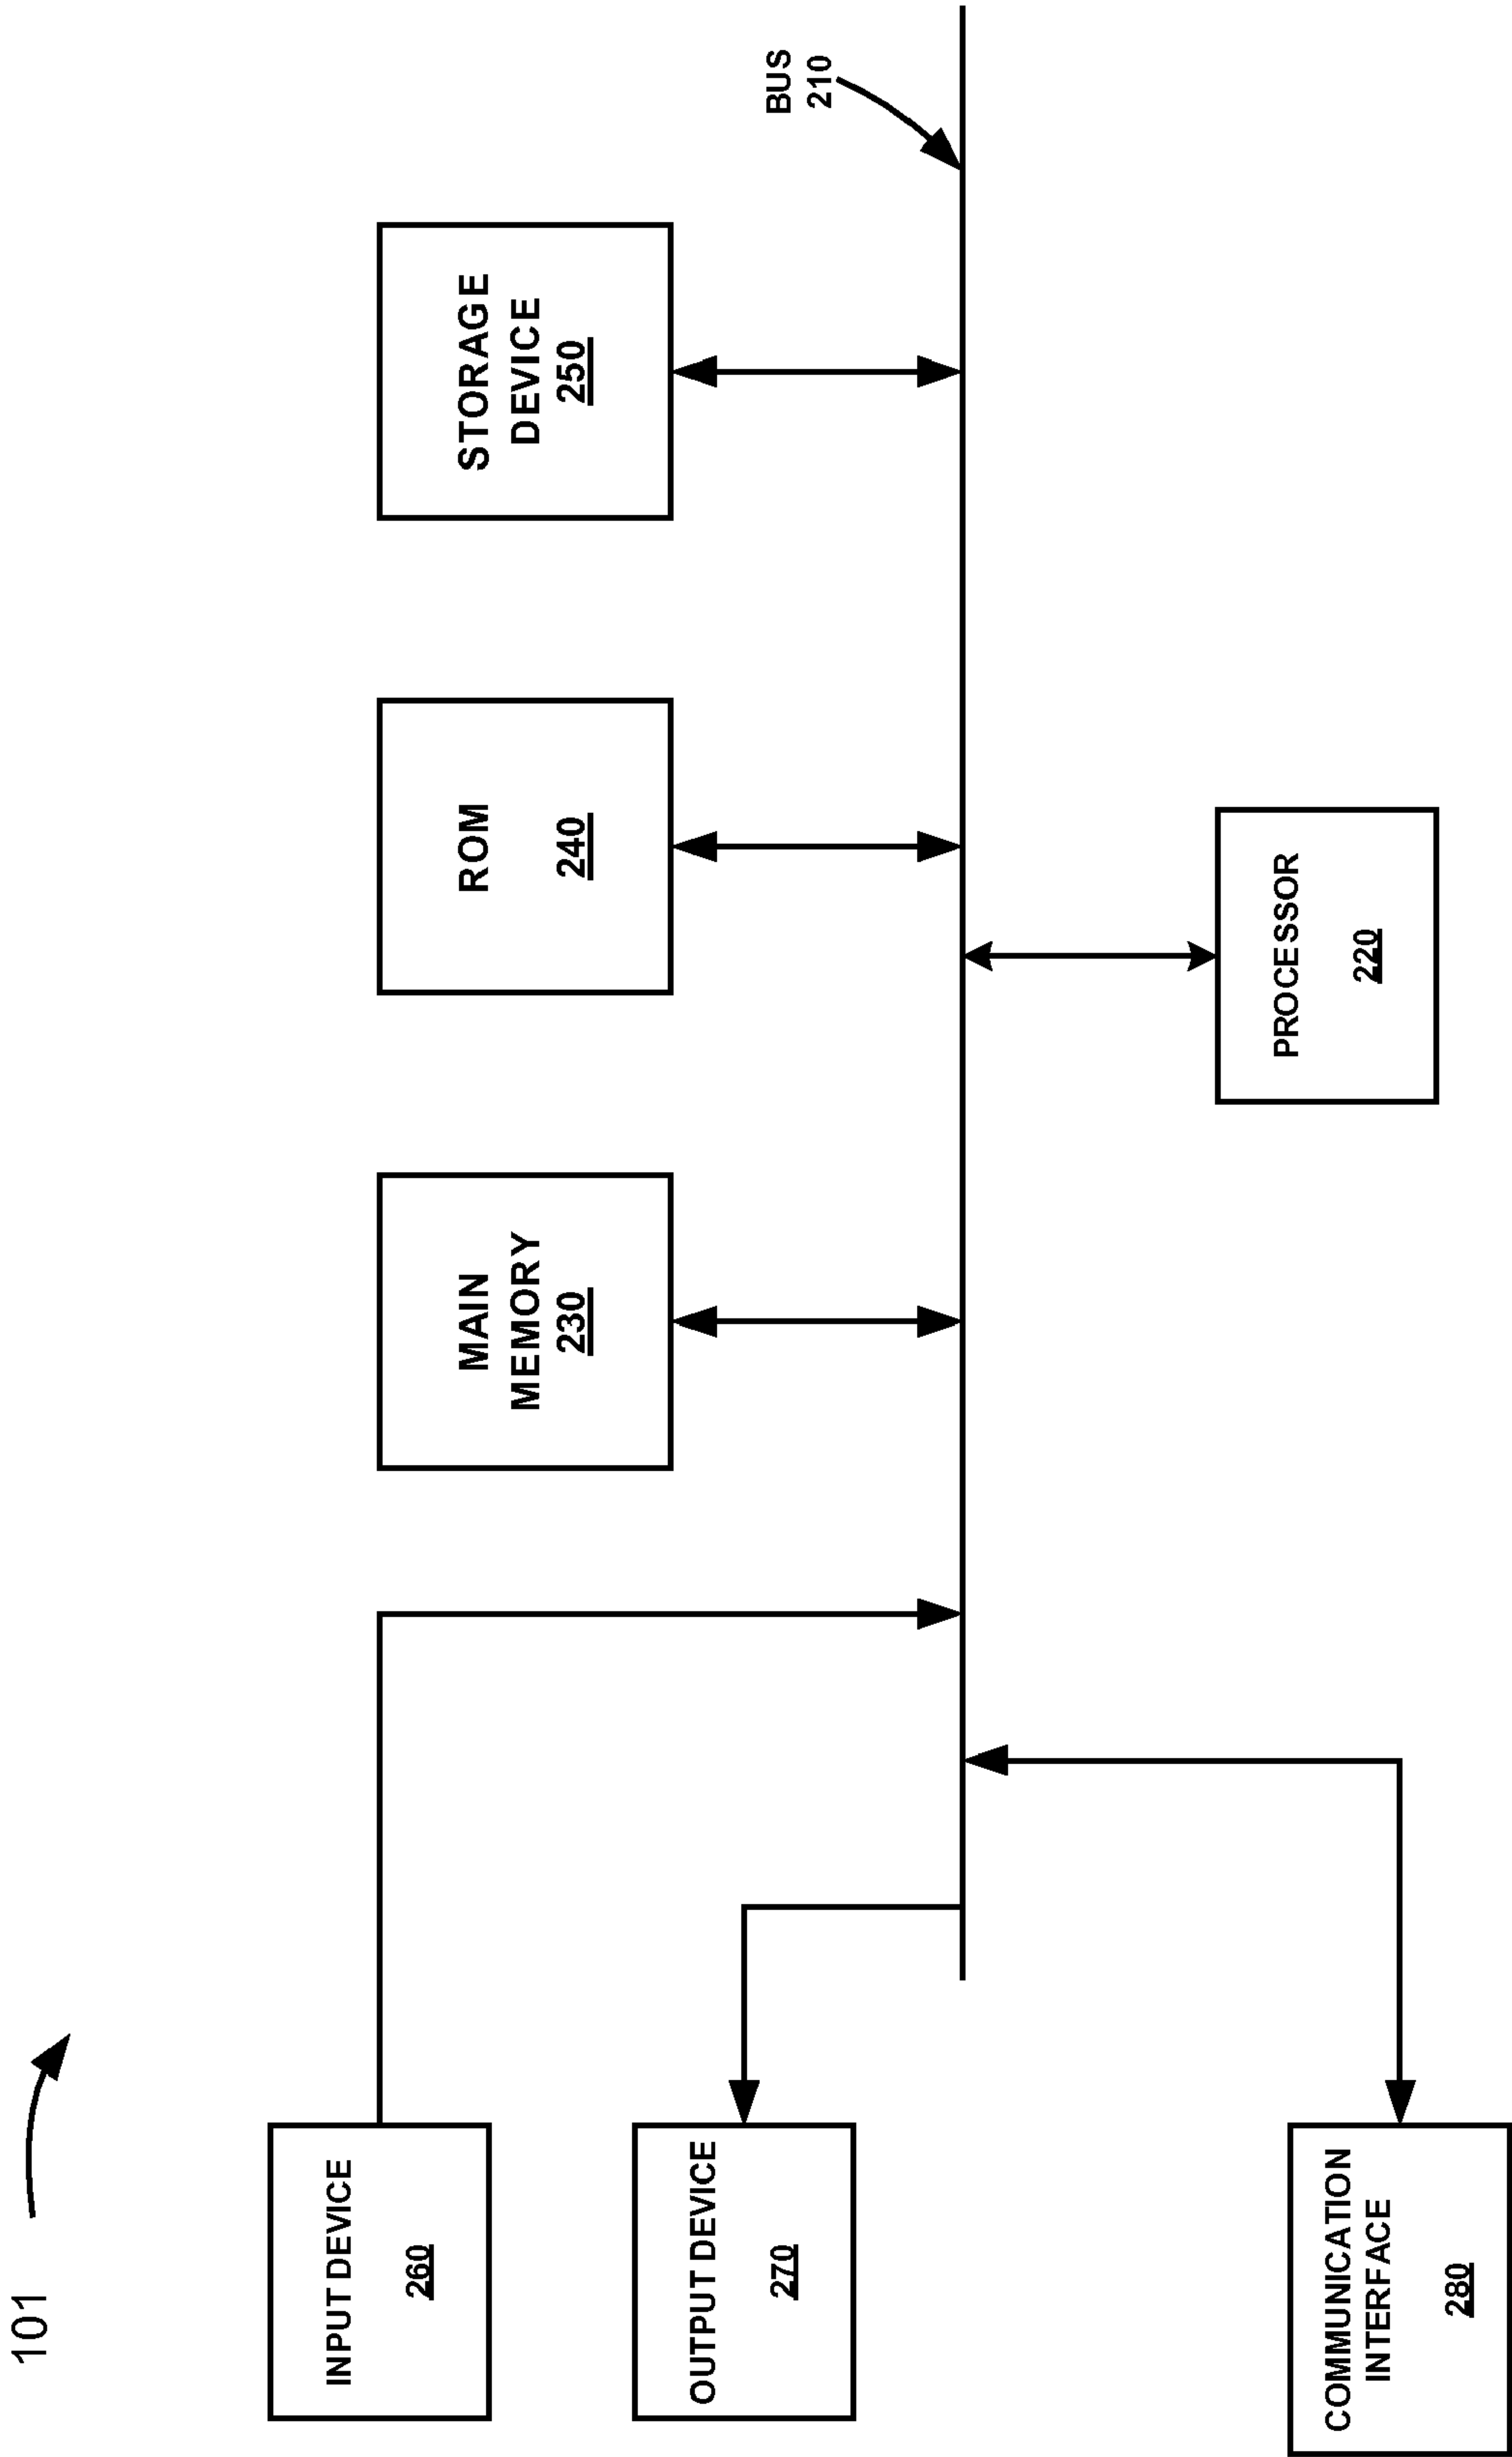 101
INPUT DEVICE
260
OUTPUT DEVICE
270
COMMUNICATION
INTERFACE
280
MAIN
MEMORY
230
ROM
240
STORAGE
DEVICE
250
BUS
210
PROCESSOR
220